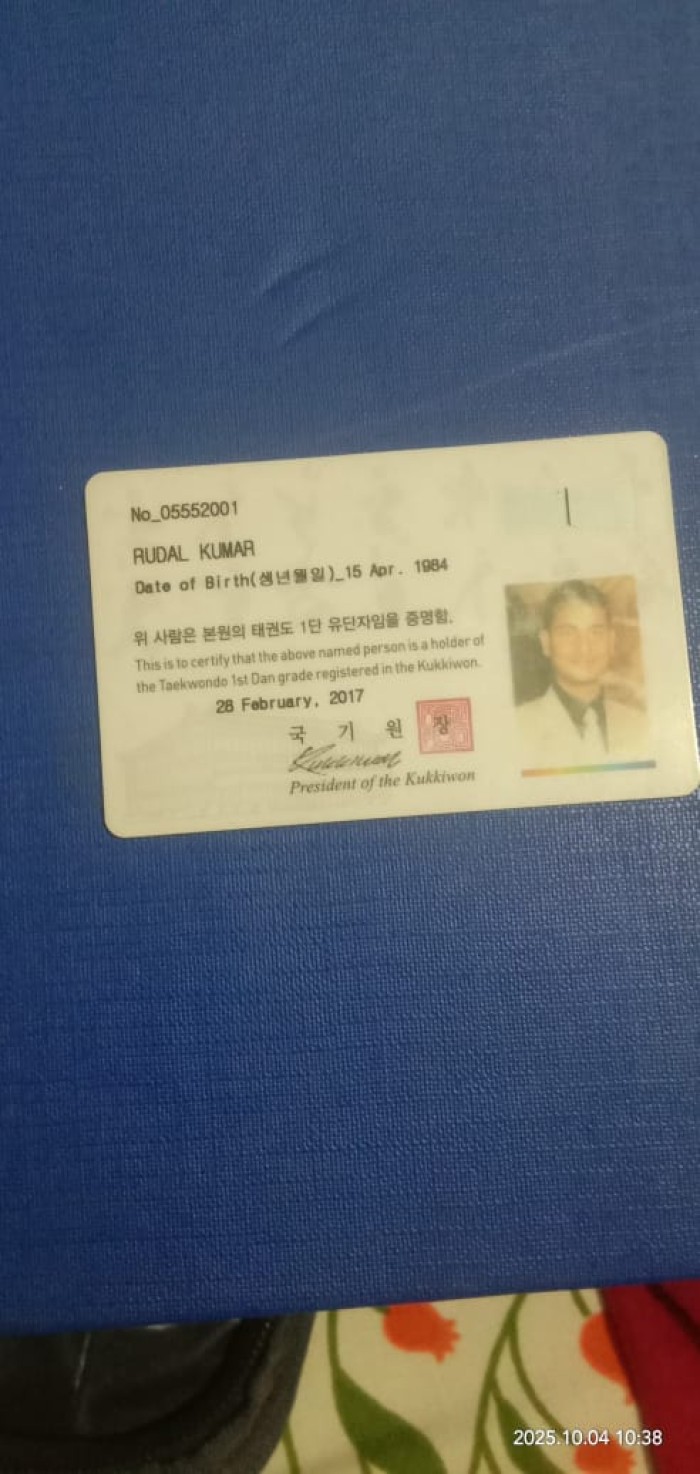 No_05552001
RUDAL KUMAR
Date of Birth(생년월일)_15 Apr. 1984
위 사람은 본원의 태권도 1단 유단자임을 증명함.
This is to certify that the above named person is a holder of
the Taekwondo 1st Dan grade registered in the Kukkiwon.
28 February, 2017
국 기 원 장
President of the Kukkiwon
2025.10.04 10:38